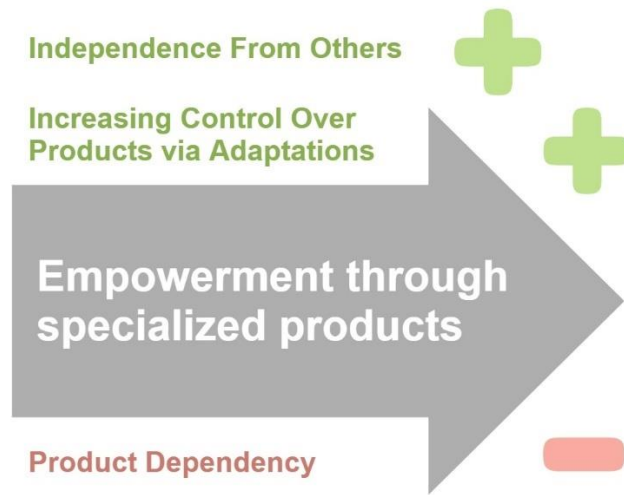 Independence From Others
Increasing Control Over
Products via Adaptations
Empowerment through
specialized products
Product Dependency